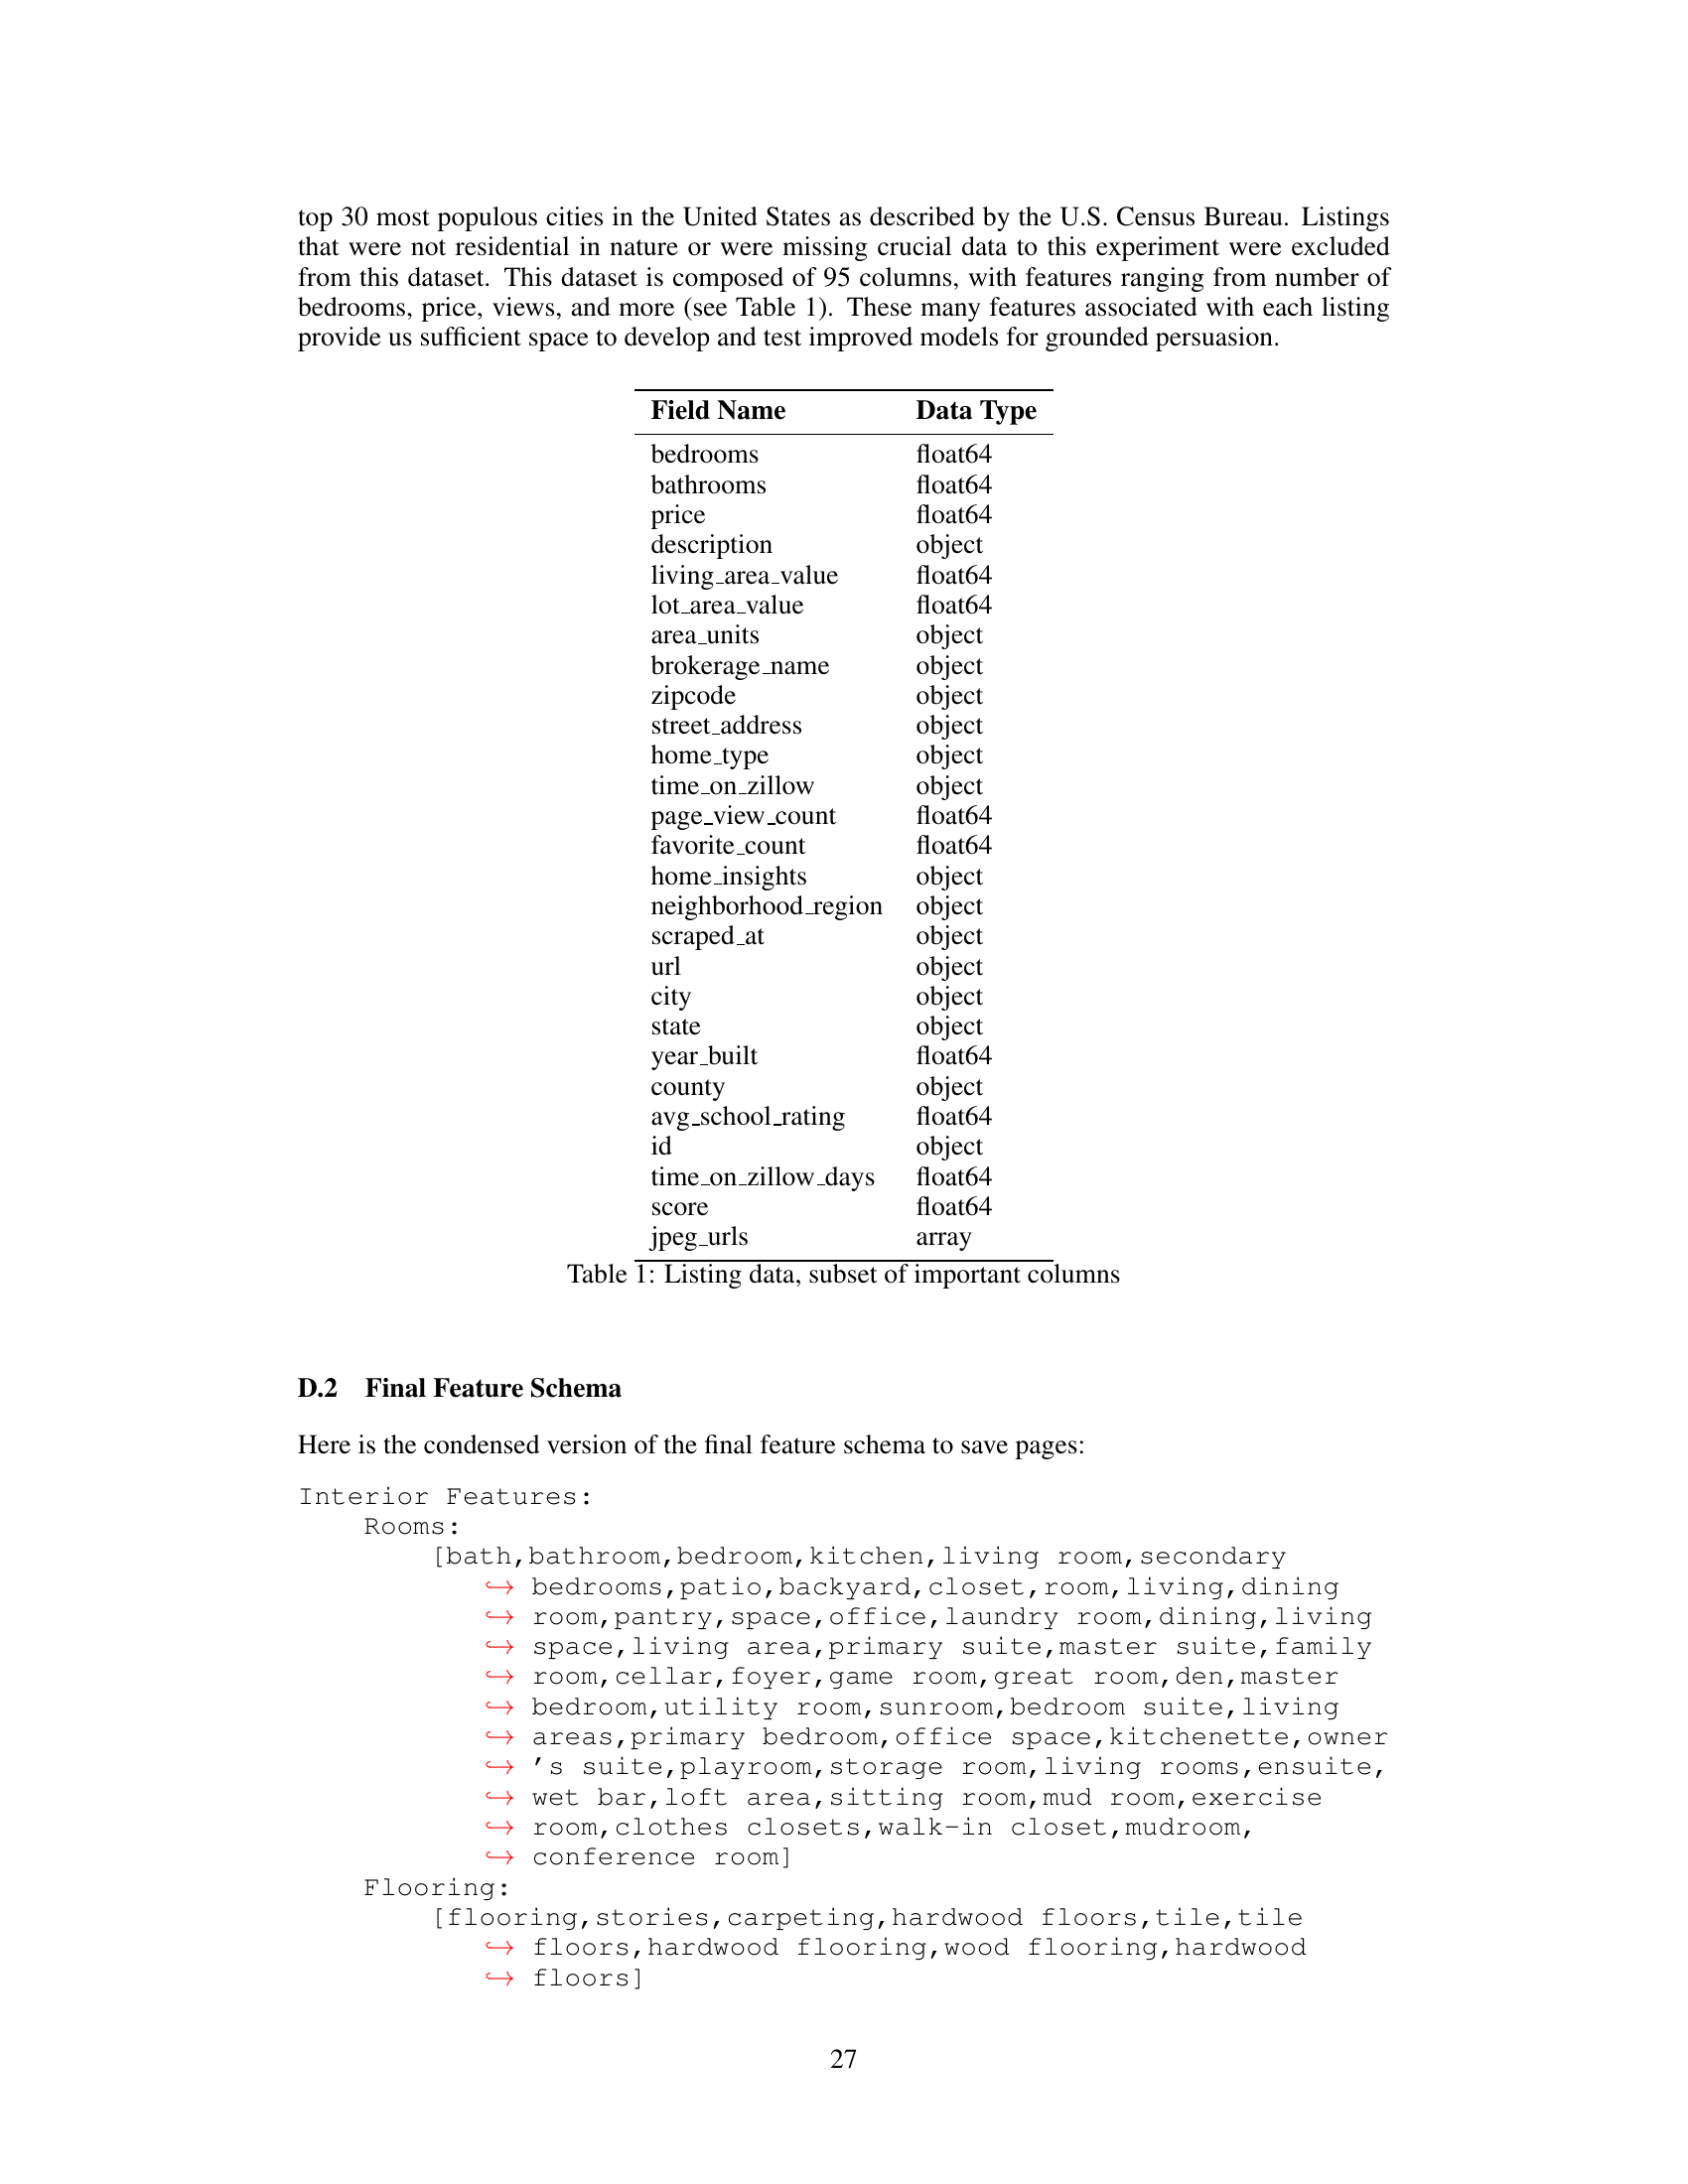 top 30 most populous cities in the United States as described by the U.S. Census Bureau. Listings
that were not residential in nature or were missing crucial data to this experiment were excluded
from this dataset. This dataset is composed of 95 columns, with features ranging from number of
bedrooms, price, views, and more (see Table 1). These many features associated with each listing
provide us sufficient space to develop and test improved models for grounded persuasion.
Field Name Data Type
bedrooms float64
bathrooms float64
price float64
description object
living_area_value float64
lot_area_value float64
area_units object
brokerage_name object
zipcode object
street_address object
home_type object
time_on_zillow object
page_view_count float64
favorite_count float64
home_insights object
neighborhood_region object
scraped_at object
url object
city object
state object
year_built float64
county object
avg_school_rating float64
id object
time_on_zillow_days float64
score float64
jpeg_urls array
Table 1: Listing data, subset of important columns
D.2 Final Feature Schema
Here is the condensed version of the final feature schema to save pages:
Interior Features:
Rooms:
[bath,bathroom,bedroom,kitchen,living room,secondary
↪ bedrooms,patio,backyard,closet,room,living,dining
↪ room,pantry,space,office,laundry room,dining,living
↪ space,living area,primary suite,master suite,family
↪ room,cellar,foyer,game room,great room,den,master
↪ bedroom,utility room,sunroom,bedroom suite,living
↪ areas,primary bedroom,office space,kitchenette,owner
↪ 's suite,playroom,storage room,living rooms,ensuite,
↪ wet bar,loft area,sitting room,mud room,exercise
↪ room,clothes closets,walk-in closet,mudroom,
↪ conference room]
Flooring:
[flooring,stories,carpeting,hardwood floors,tile,tile
↪ floors,hardwood flooring,wood flooring,hardwood
↪ floors]
27